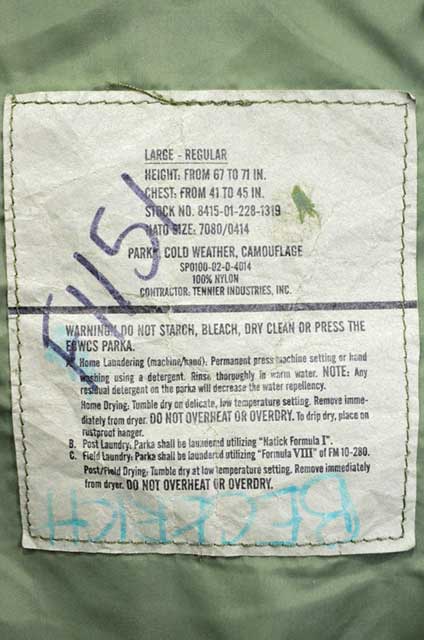 LARGE - REGULAR
HEIGHT: FROM 67 TO 71 IN.
CHEST: FROM 41 TO 45 IN.
STOCK NO. 8415-01-228-1319
NATO SIZE: 7080/0414
PARKA, COLD WEATHER, CAMOUFLAGE
SPO100-02-D-4014
100% NYLON
CONTRACTOR: TENNIER INDUSTRIES, INC.
WARNING: DO NOT STARCH, BLEACH, DRY CLEAN OR PRESS THE
ECWCS PARKA.
A. Home Laundering (machine/hand). Permanent press machine setting or hand
washing using a detergent. Rinse thoroughly in warm water. NOTE: Any
residual detergent on the parka will decrease the water repellency.
Home Drying: Tumble dry on delicate, low temperature setting. Remove imme-
diately from dryer. DO NOT OVERHEAT OR OVERDRY. To drip dry, place on
rustproof hanger.
B. Post Laundry: Parka shall be laundered utilizing "Natick Formula I".
C. Field Laundry: Parka shall be laundered utilizing "Formula VIII" of FM 10-280.
Post/Field Drying: Tumble dry at low temperature setting. Remove immediately
from dryer. DO NOT OVERHEAT OR OVERDRY.